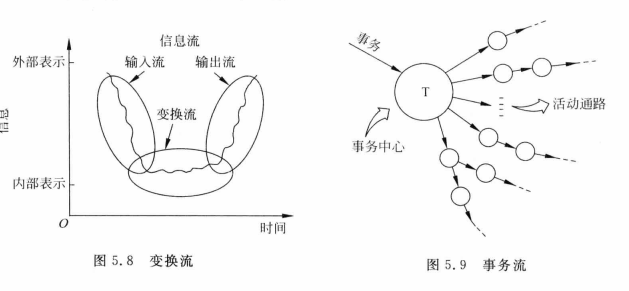 信息流
外部表示
输入流
输出流
变换流
信息
内部表示
O
时间
图 5.8 变换流
事务
T
活动通路
事务中心
图 5.9 事务流